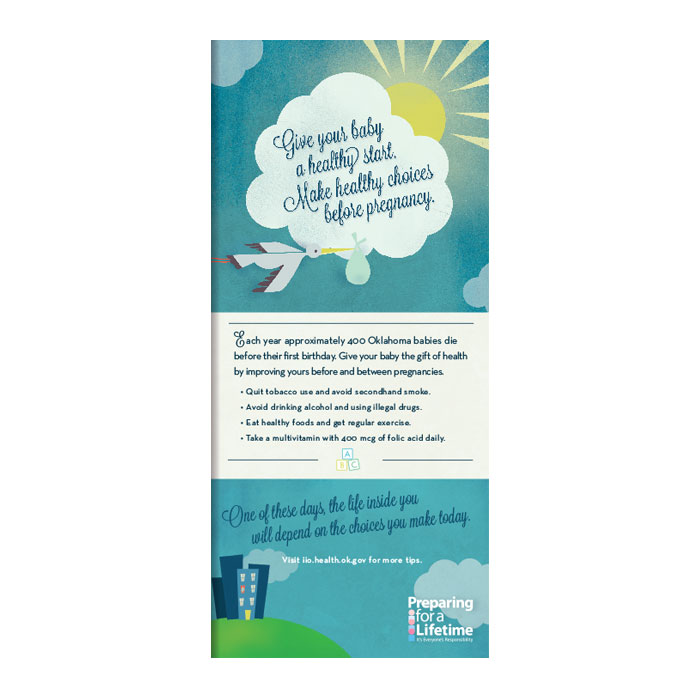 Give your baby
a healthy start.
Make healthy choices
before pregnancy.
Each year approximately 400 Oklahoma babies die
before their first birthday. Give your baby the gift of health
by improving yours before and between pregnancies.
• Quit tobacco use and avoid secondhand smoke.
• Avoid drinking alcohol and using illegal drugs.
• Eat healthy foods and get regular exercise.
• Take a multivitamin with 400 mcg of folic acid daily.
A
B C
One of these days, the life inside you
will depend on the choices you make today.
Visit iio.health.ok.gov for more tips.
Preparing
for a
Lifetime
It's Everyone's Responsibility